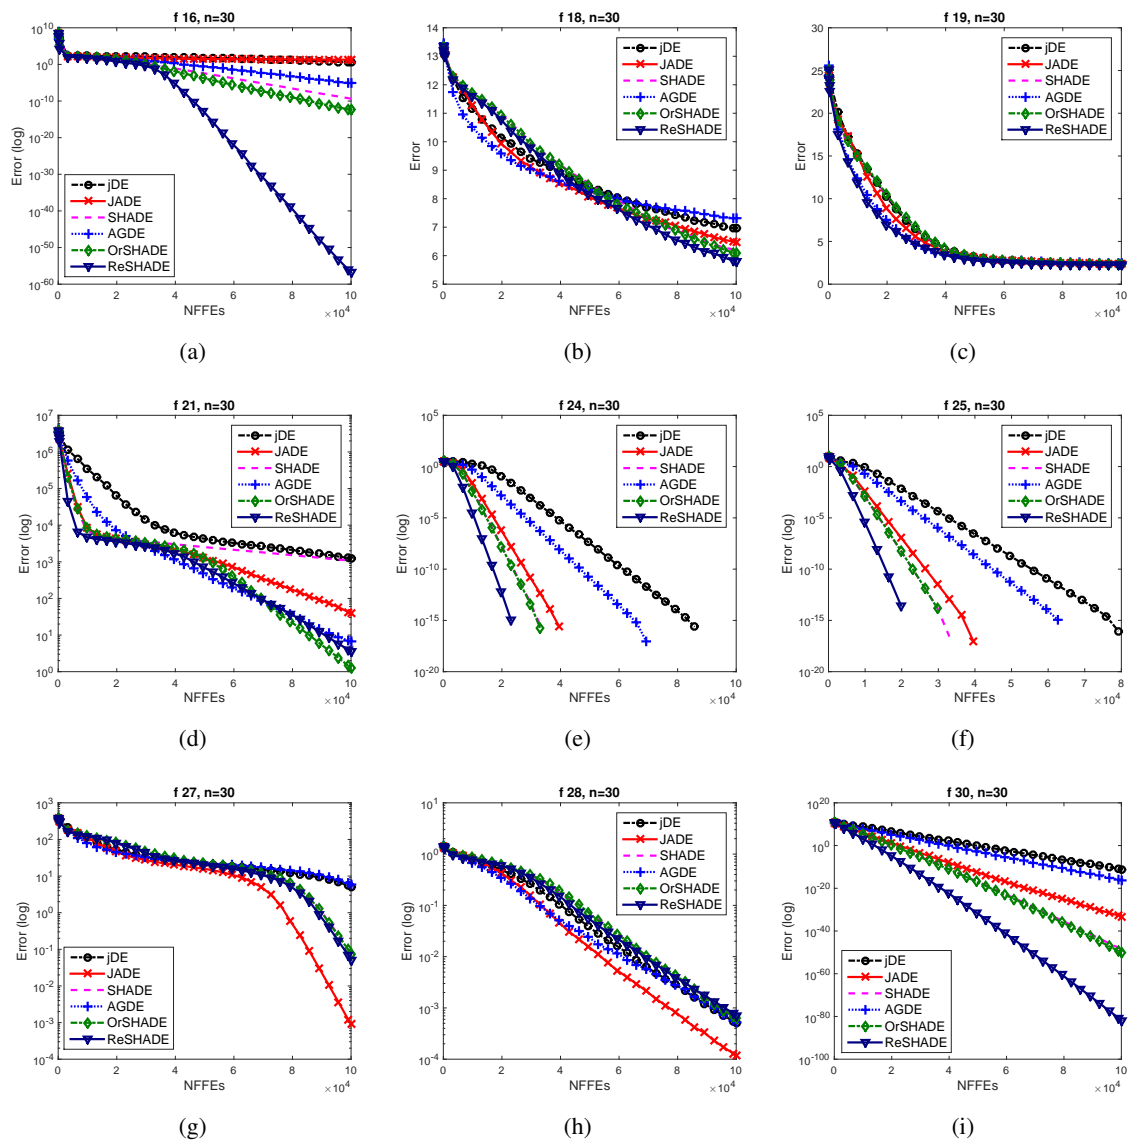 f 16, n=30
Error (log)
10^10
10^0
10^-10
10^-20
10^-30
10^-40
10^-50
10^-60
jDE
JADE
SHADE
AGDE
OrSHADE
ReSHADE
0 2 4 6 8 10
NFFEs
×10^4
(a)
f 18, n=30
Error
14
13
12
11
10
9
8
7
6
5
jDE
JADE
SHADE
AGDE
OrSHADE
ReSHADE
0 2 4 6 8 10
NFFEs
×10^4
(b)
f 19, n=30
Error
30
25
20
15
10
5
0
jDE
JADE
SHADE
AGDE
OrSHADE
ReSHADE
0 2 4 6 8 10
NFFEs
×10^4
(c)
f 21, n=30
Error (log)
10^7
10^6
10^5
10^4
10^3
10^2
10^1
10^0
jDE
JADE
SHADE
AGDE
OrSHADE
ReSHADE
0 2 4 6 8 10
NFFEs
×10^4
(d)
f 24, n=30
Error (log)
10^5
10^0
10^-5
10^-10
10^-15
10^-20
jDE
JADE
SHADE
AGDE
OrSHADE
ReSHADE
0 2 4 6 8 10
NFFEs
×10^4
(e)
f 25, n=30
Error (log)
10^5
10^0
10^-5
10^-10
10^-15
10^-20
jDE
JADE
SHADE
AGDE
OrSHADE
ReSHADE
0 1 2 3 4 5 6 7 8
NFFEs
×10^4
(f)
f 27, n=30
Error (log)
10^3
10^2
10^1
10^0
10^-1
10^-2
10^-3
10^-4
jDE
JADE
SHADE
AGDE
OrSHADE
ReSHADE
0 2 4 6 8 10
NFFEs
×10^4
(g)
f 28, n=30
Error (log)
10^1
10^0
10^-1
10^-2
10^-3
10^-4
jDE
JADE
SHADE
AGDE
OrSHADE
ReSHADE
0 2 4 6 8 10
NFFEs
×10^4
(h)
f 30, n=30
Error (log)
10^20
10^0
10^-20
10^-40
10^-60
10^-80
10^-100
jDE
JADE
SHADE
AGDE
OrSHADE
ReSHADE
0 2 4 6 8 10
NFFEs
×10^4
(i)